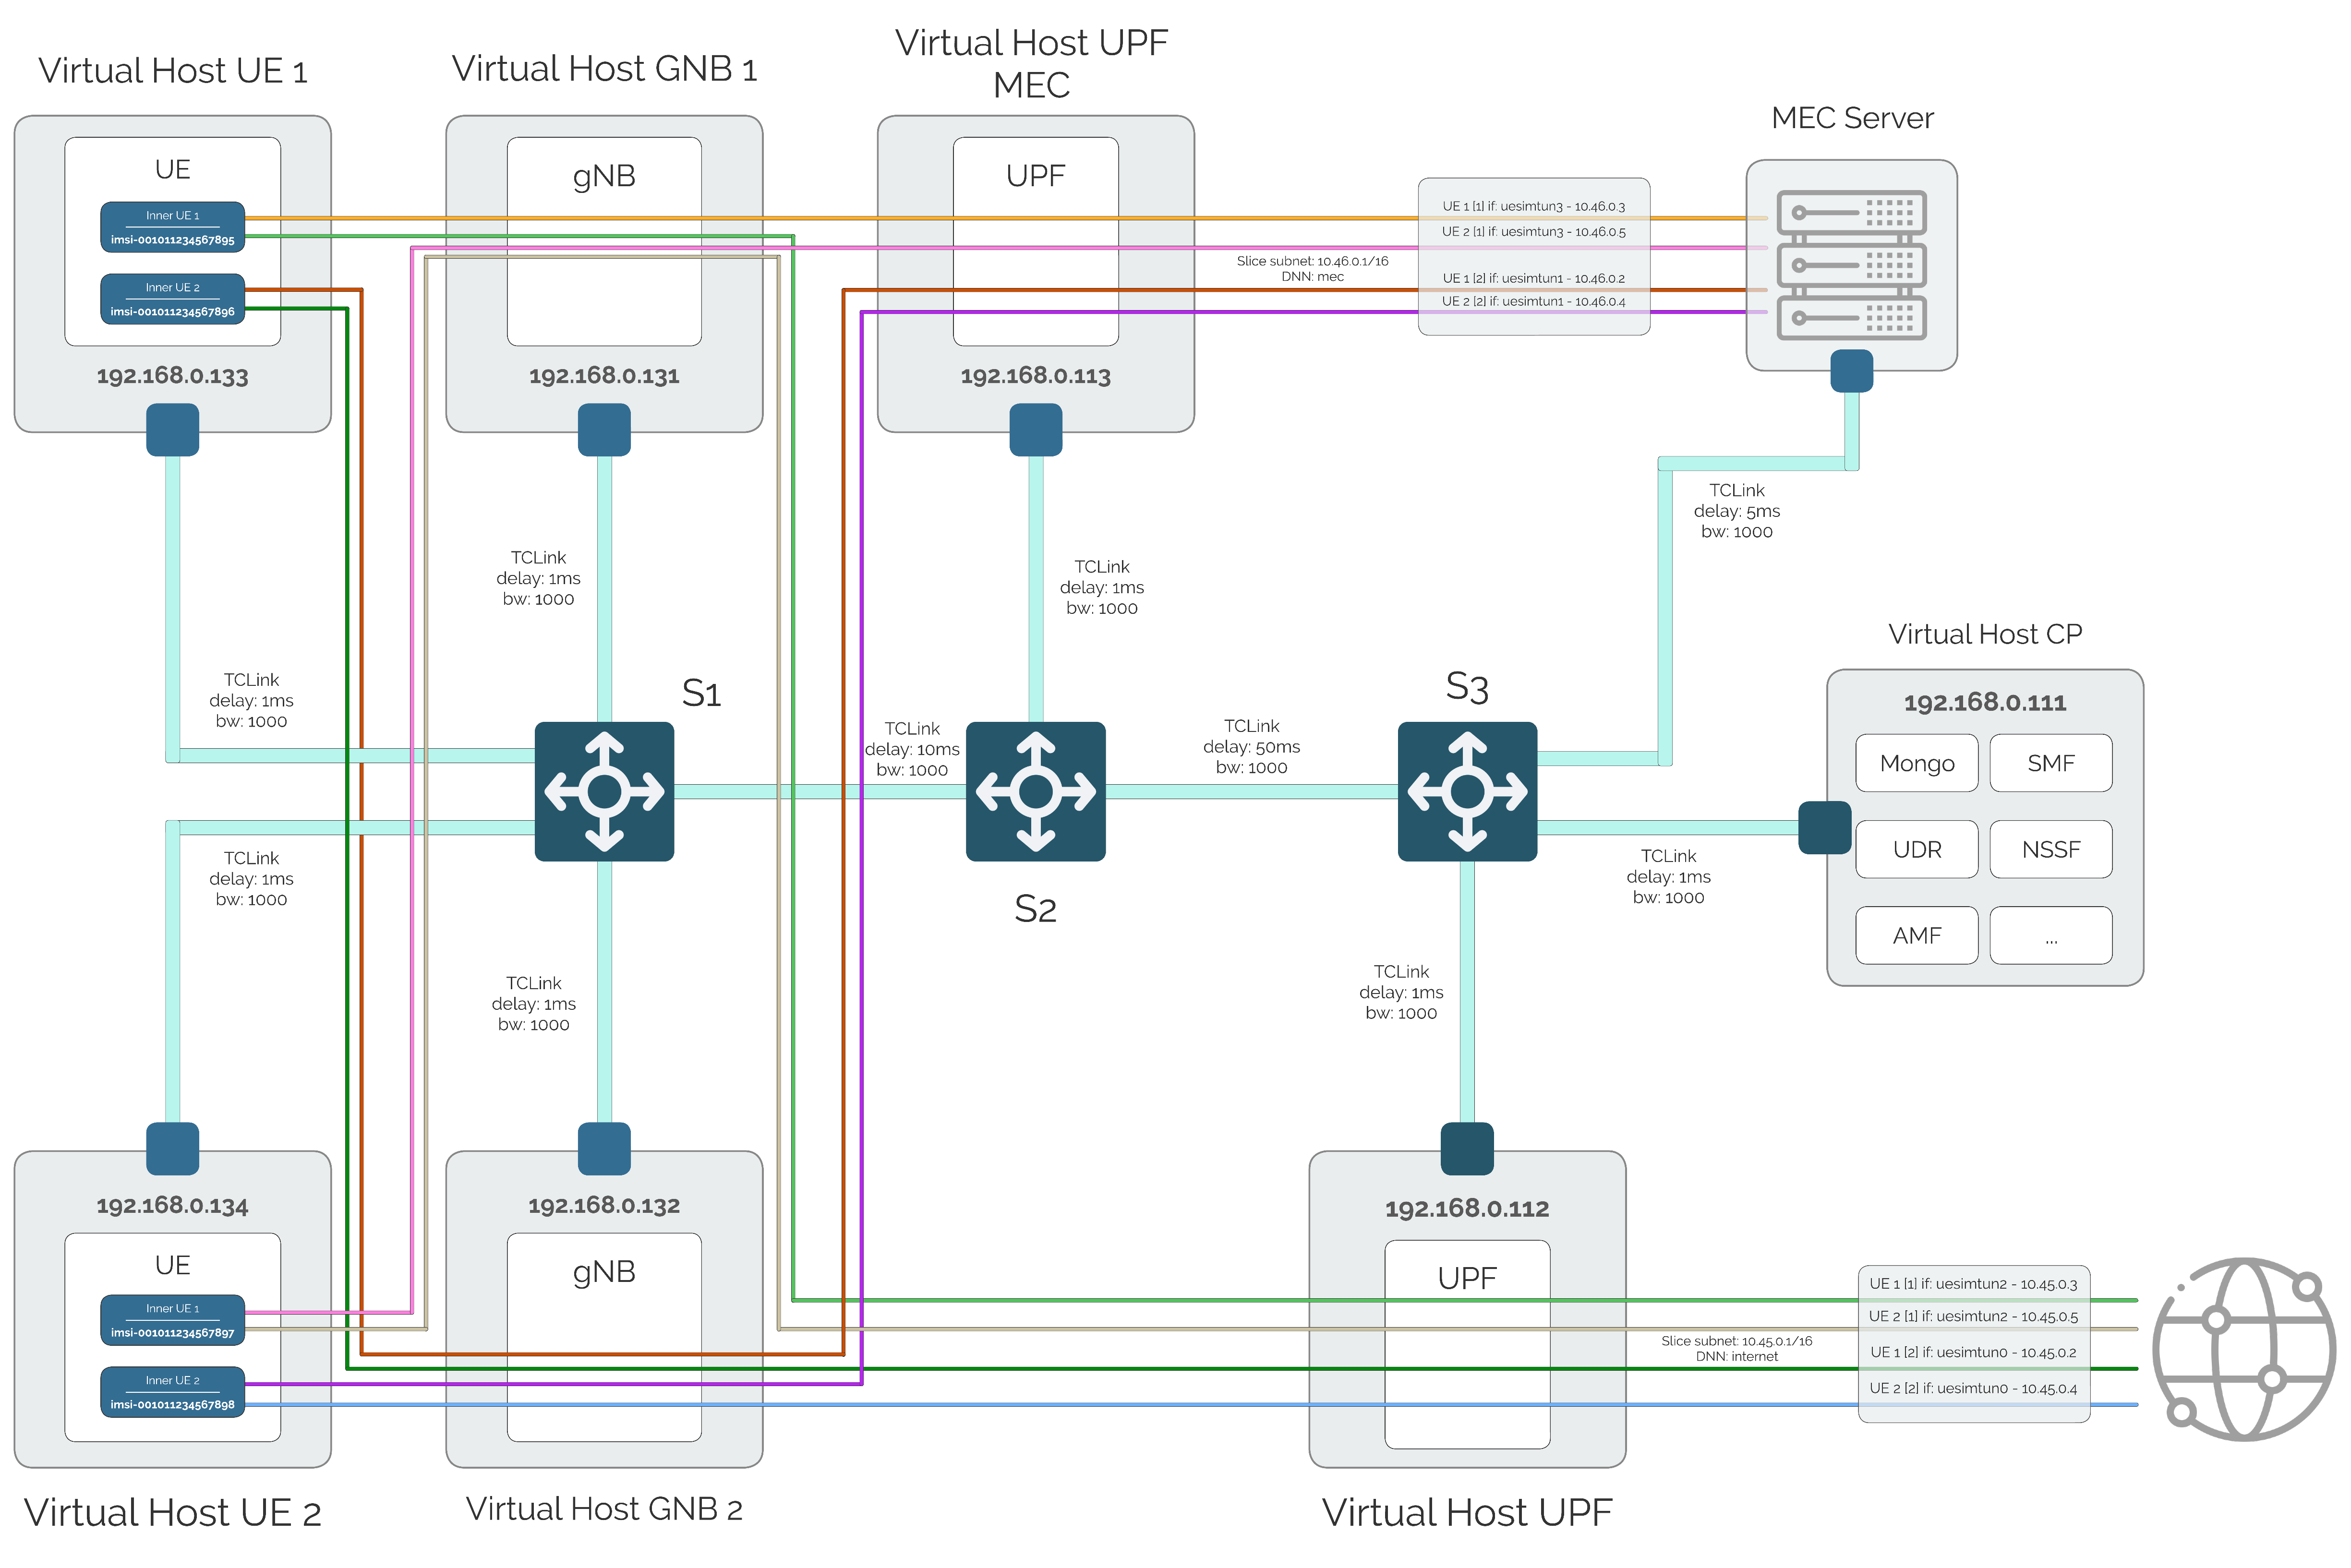 Virtual Host UE 1
UE
Inner UE 1
imsi-001011234567895
Inner UE 2
imsi-001011234567896
192.168.0.133
Virtual Host GNB 1
gNB
192.168.0.131
Virtual Host UPF
MEC
UPF
192.168.0.113
UE 1 [1] if: uesimtun3 - 10.46.0.3
UE 2 [1] if: uesimtun3 - 10.46.0.5
Slice subnet: 10.46.0.1/16
DNN: mec
UE 1 [2] if: uesimtun1 - 10.46.0.2
UE 2 [2] if: uesimtun1 - 10.46.0.4
MEC Server
TCLink
delay: 5ms
bw: 1000
TCLink
delay: 1ms
bw: 1000
TCLink
delay: 1ms
bw: 1000
TCLink
delay: 1ms
bw: 1000
S1
TCLink
delay: 10ms
bw: 1000
S2
TCLink
delay: 50ms
bw: 1000
S3
Virtual Host CP
192.168.0.111
Mongo
SMF
UDR
NSSF
AMF
...
TCLink
delay: 1ms
bw: 1000
TCLink
delay: 1ms
bw: 1000
TCLink
delay: 1ms
bw: 1000
TCLink
delay: 1ms
bw: 1000
192.168.0.134
UE
Inner UE 1
imsi-001011234567897
Inner UE 2
imsi-001011234567898
Virtual Host UE 2
192.168.0.132
gNB
Virtual Host GNB 2
192.168.0.112
UPF
Virtual Host UPF
Slice subnet: 10.45.0.1/16
DNN: internet
UE 1 [1] if: uesimtun2 - 10.45.0.3
UE 2 [1] if: uesimtun2 - 10.45.0.5
UE 1 [2] if: uesimtun0 - 10.45.0.2
UE 2 [2] if: uesimtun0 - 10.45.0.4